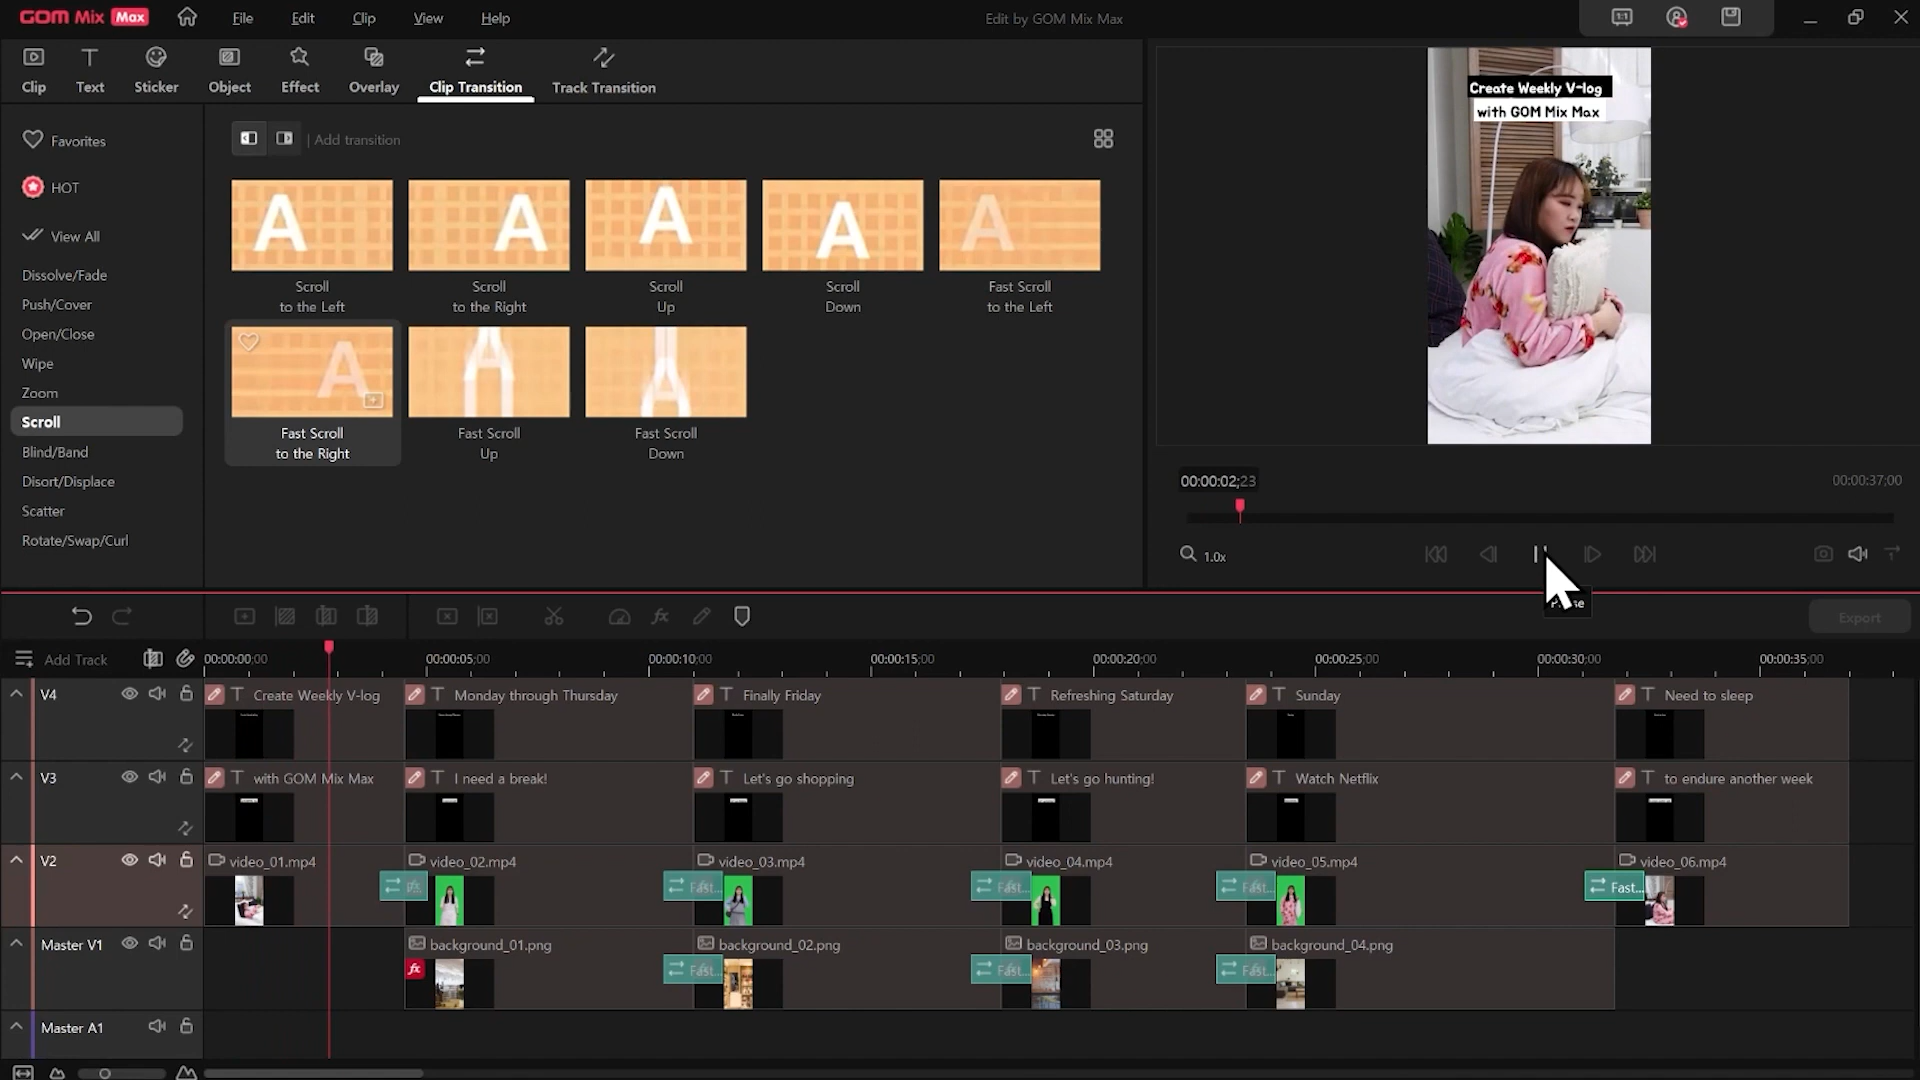 GOM Mix Max
File
Edit
Clip
View
Help
Edit by GOM Mix Max
1:1
Clip
Text
Sticker
Object
Effect
Overlay
Clip Transition
Track Transition
Favorites
HOT
View All
Dissolve/Fade
Push/Cover
Open/Close
Wipe
Zoom
Scroll
Blind/Band
Disort/Displace
Scatter
Rotate/Swap/Curl
Add transition
A
A
A
A
A
Scroll
to the Left
Scroll
to the Right
Scroll
Up
Scroll
Down
Fast Scroll
to the Left
A
A
A
Fast Scroll
to the Right
Fast Scroll
Up
Fast Scroll
Down
Create Weekly V-log
with GOM Mix Max
00:00:02;23
00:00:37;00
1.0x
fx
Export
Add Track
00:00:00;00
00:00:05;00
00:00:10;00
00:00:15;00
00:00:20;00
00:00:25;00
00:00:30;00
00:00:35;00
V4
T Create Weekly V-log
T Monday through Thursday
T Finally Friday
T Refreshing Saturday
T Sunday
T Need to sleep
V3
T with GOM Mix Max
T I need a break!
T Let's go shopping
T Let's go hunting!
T Watch Netflix
T to endure another week
V2
video_01.mp4
video_02.mp4
video_03.mp4
video_04.mp4
video_05.mp4
video_06.mp4
Fast...
Fast...
Fast...
Fast...
Master V1
background_01.png
background_02.png
background_03.png
background_04.png
fx
Fast...
Fast...
Fast...
Master A1